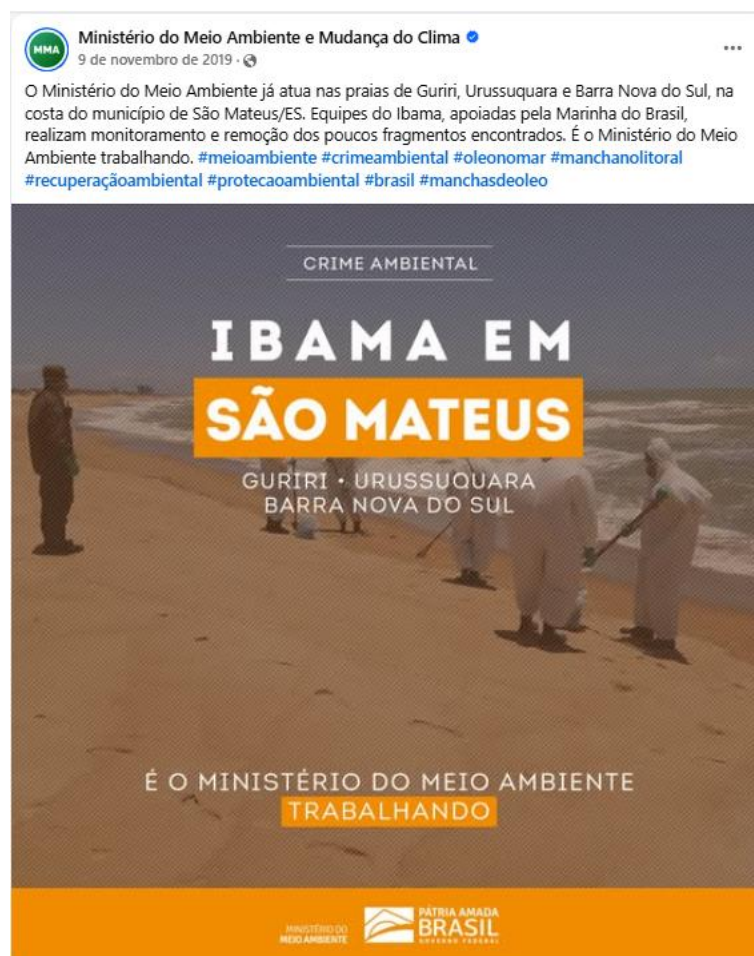 MMA
Ministério do Meio Ambiente e Mudança do Clima
9 de novembro de 2019 ·
O Ministério do Meio Ambiente já atua nas praias de Guriri, Urussuquara e Barra Nova do Sul, na
costa do município de São Mateus/ES. Equipes do Ibama, apoiadas pela Marinha do Brasil,
realizam monitoramento e remoção dos poucos fragmentos encontrados. É o Ministério do Meio
Ambiente trabalhando. #meioambiente #crimeambiental #oleonomar #manchanolitoral
#recuperaçãoambiental #protecaoambiental #brasil #manchasdeoleo
CRIME AMBIENTAL
IBAMA EM
SÃO MATEUS
GURIRI • URUSSUQUARA
BARRA NOVA DO SUL
É O MINISTÉRIO DO MEIO AMBIENTE
TRABALHANDO
MINISTÉRIO DO
MEIO AMBIENTE
PÁTRIA AMADA
BRASIL
GOVERNO FEDERAL